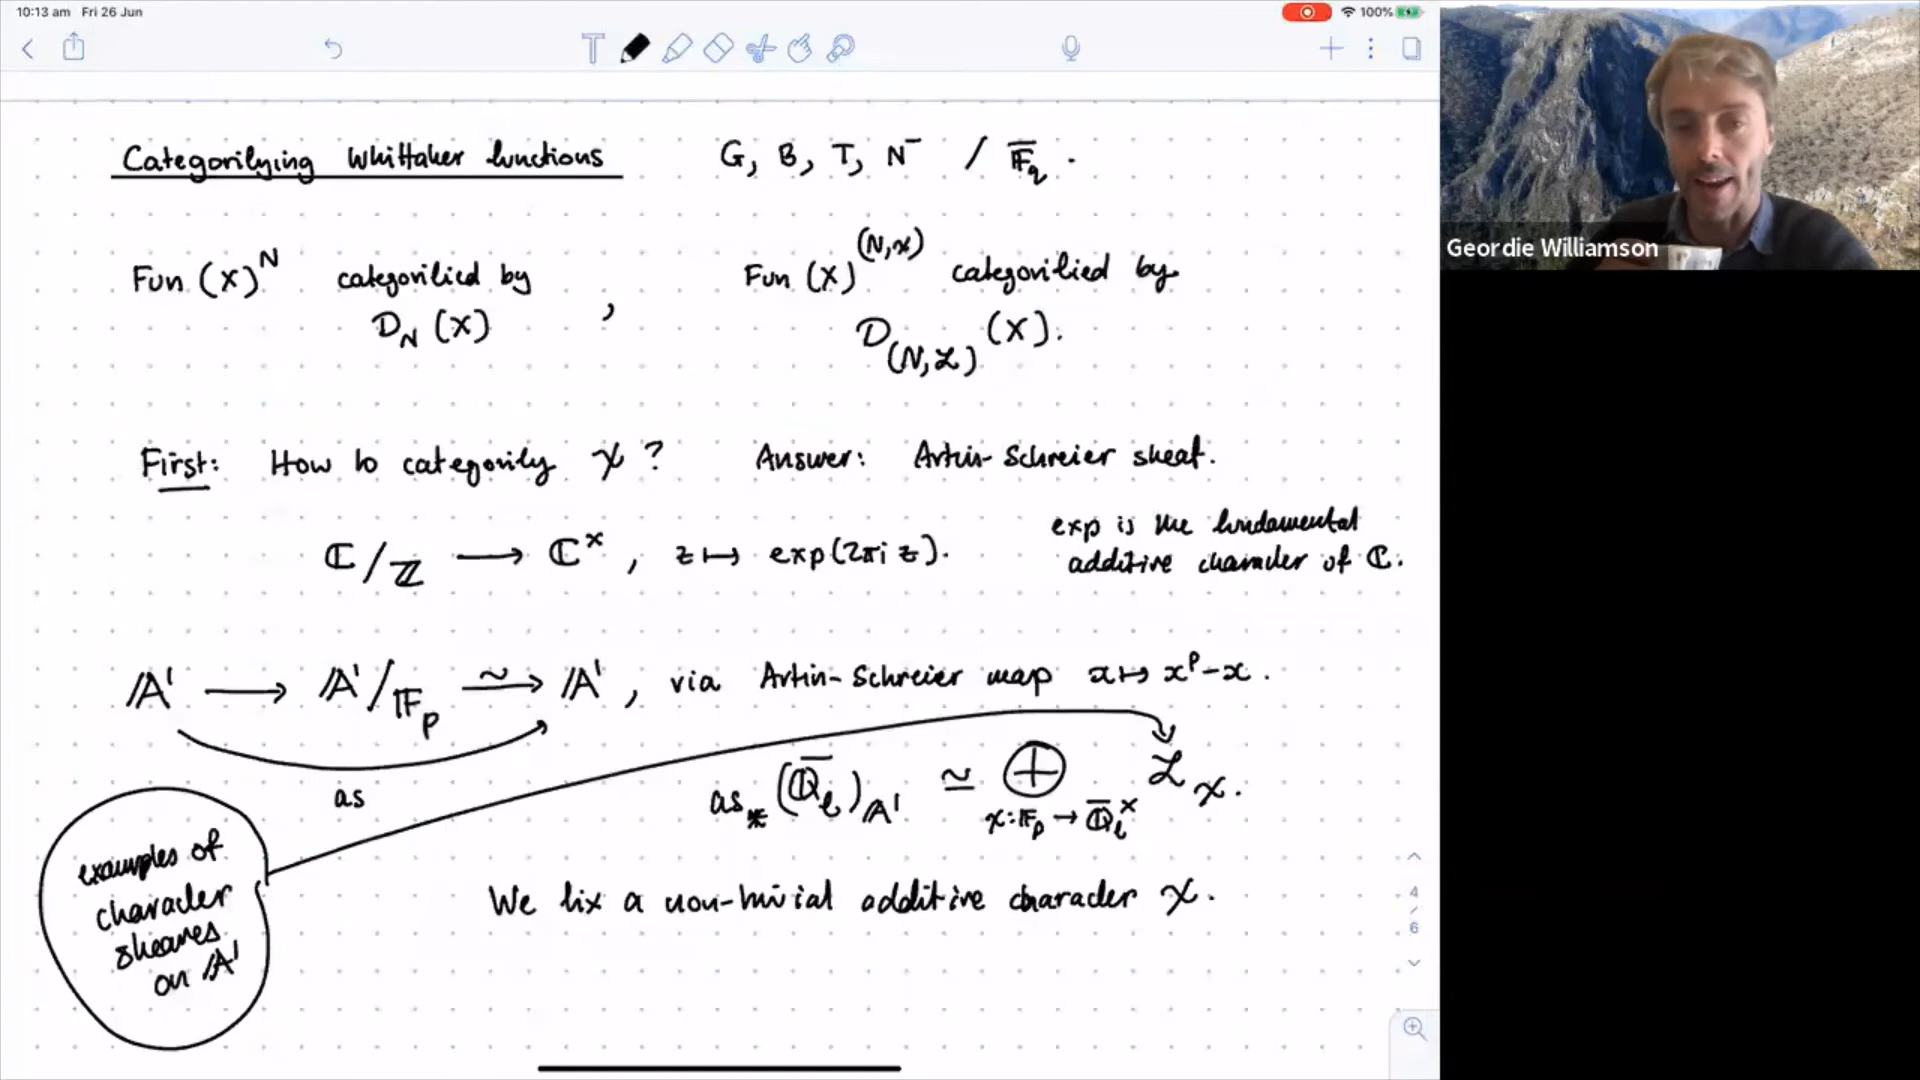 10:13 am Fri 26 Jun
100%
Categorifying Whittaker functions G, B, T, N⁻ / F̅_q .
Fun (X)^N categorified by D_N (X) , Fun (X)^(N,χ) categorified by D_(N,ℒ) (X).
First: How to categorify χ ? Answer: Artin-Schreier sheaf.
ℂ/ℤ ⟶ ℂ^× , z ↦ exp(2πi z). exp is the fundamental additive character of ℂ.
𝔸¹ ⟶ 𝔸¹/𝔽_p ⥲ 𝔸¹ , via Artin-Schreier map x ↦ x^p - x .
as
as_* (ℚ̅_ℓ)_𝔸¹ ≃ ⊕_{χ: 𝔽_p → ℚ̅_ℓ^×} ℒ_χ .
examples of
character
sheaves
on 𝔸¹
We fix a non-trivial additive character χ.
4
/
6
Geordie Williamson